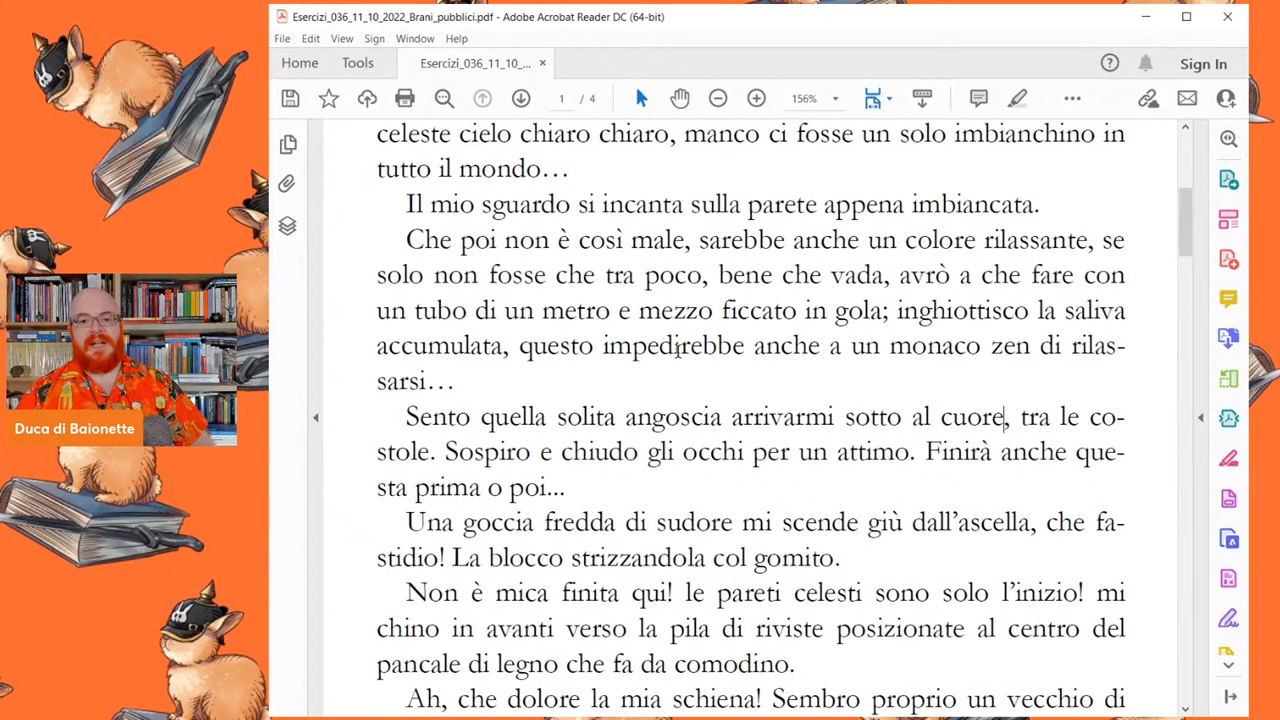 Esercizi_036_11_10_2022_Brani_pubblici.pdf - Adobe Acrobat Reader DC (64-bit)
File Edit View Sign Window Help
Home Tools Esercizi_036_11_10_... × Sign In
1 / 4 156%
celeste cielo chiaro chiaro, manco ci fosse un solo imbianchino in
tutto il mondo…
Il mio sguardo si incanta sulla parete appena imbiancata.
Che poi non è così male, sarebbe anche un colore rilassante, se
solo non fosse che tra poco, bene che vada, avrò a che fare con
un tubo di un metro e mezzo ficcato in gola; inghiottisco la saliva
accumulata, questo impedirebbe anche a un monaco zen di rilas-
sarsi…
Sento quella solita angoscia arrivarmi sotto al cuore, tra le co-
stole. Sospiro e chiudo gli occhi per un attimo. Finirà anche que-
sta prima o poi...
Una goccia fredda di sudore mi scende giù dall’ascella, che fa-
stidio! La blocco strizzandola col gomito.
Non è mica finita qui! le pareti celesti sono solo l’inizio! mi
chino in avanti verso la pila di riviste posizionate al centro del
pancale di legno che fa da comodino.
Ah, che dolore la mia schiena! Sembro proprio un vecchio di
Duca di Baionette